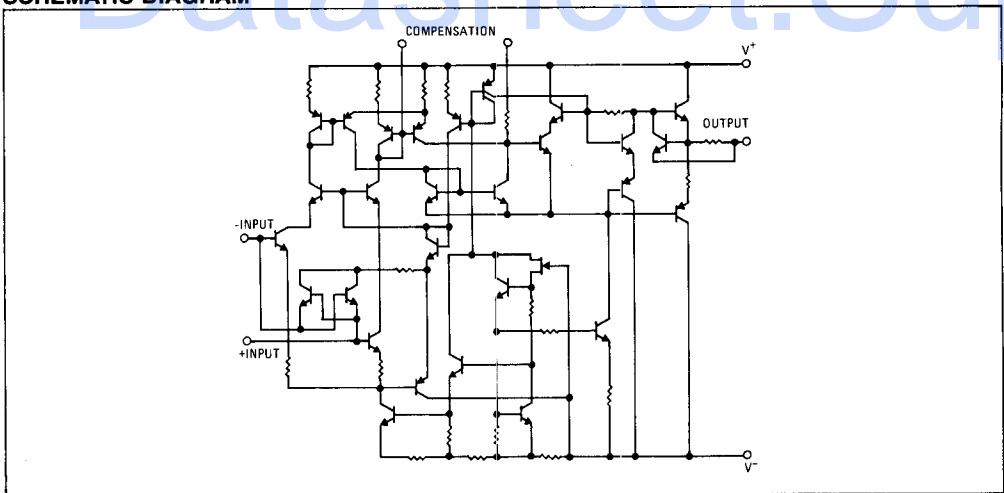 SCHEMATIC DIAGRAM
COMPENSATION
V+
OUTPUT
-INPUT
+INPUT
V-